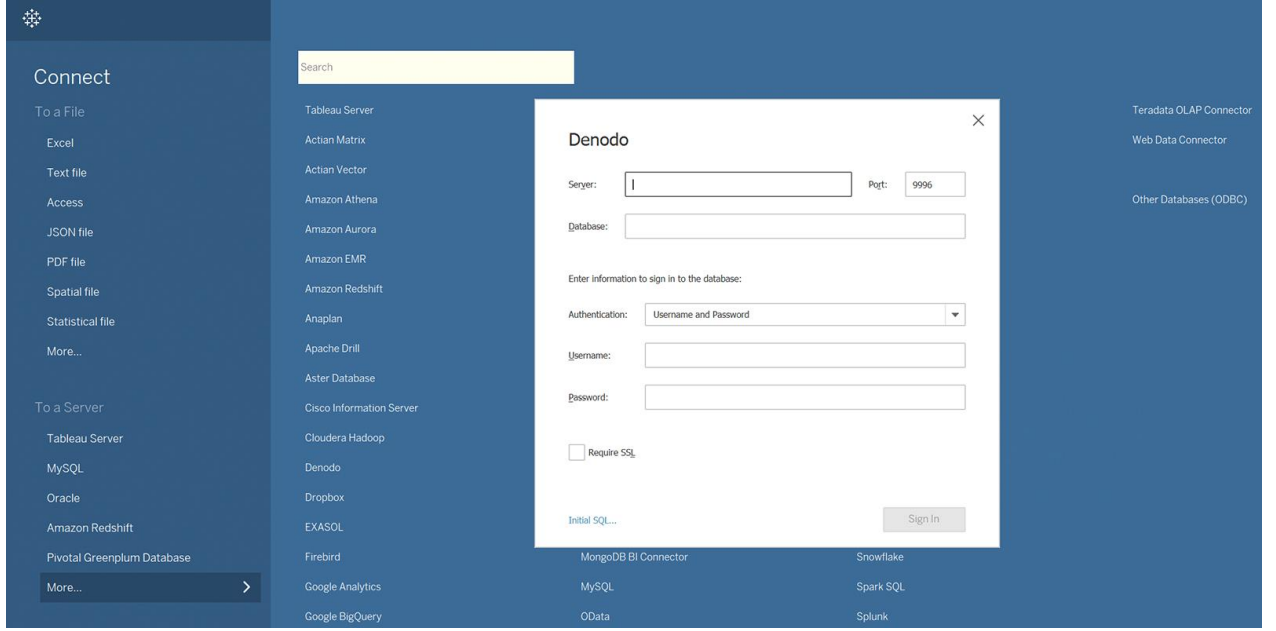 Connect
To a File
Excel
Text file
Access
JSON file
PDF file
Spatial file
Statistical file
More...
To a Server
Tableau Server
MySQL
Oracle
Amazon Redshift
Pivotal Greenplum Database
More...
Search
Tableau Server
Actian Matrix
Actian Vector
Amazon Athena
Amazon Aurora
Amazon EMR
Amazon Redshift
Anaplan
Apache Drill
Aster Database
Cisco Information Server
Cloudera Hadoop
Denodo
Dropbox
EXASOL
Firebird
Google Analytics
Google BigQuery
Denodo
Server: Port: 9996
Database:
Enter information to sign in to the database:
Authentication: Username and Password
Username:
Password:
Require SSL
Initial SQL... Sign In
MongoDB BI Connector
MySQL
OData
Snowflake
Spark SQL
Splunk
Teradata OLAP Connector
Web Data Connector
Other Databases (ODBC)